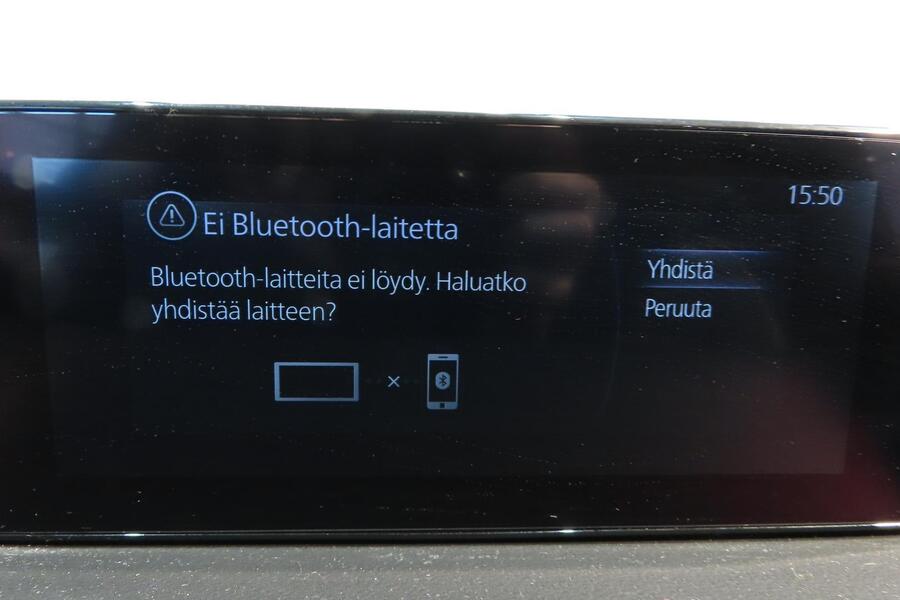 15:50
Ei Bluetooth-laitetta
Bluetooth-laitteita ei löydy. Haluatko
yhdistää laitteen?
Yhdistä
Peruuta